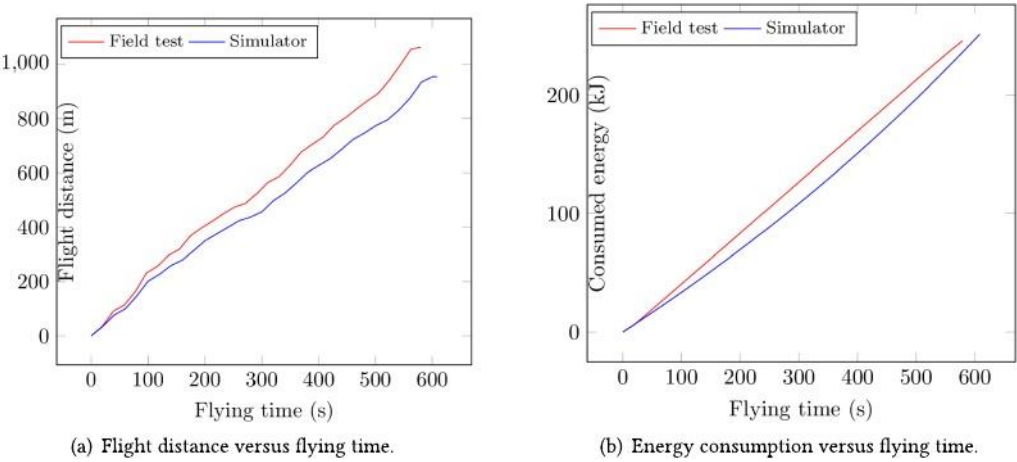 Field test Simulator
1,000
800
600
400
200
0
Flight distance (m)
0 100 200 300 400 500 600
Flying time (s)
(a) Flight distance versus flying time.
Field test Simulator
200
100
0
Consumed energy (kJ)
0 100 200 300 400 500 600
Flying time (s)
(b) Energy consumption versus flying time.